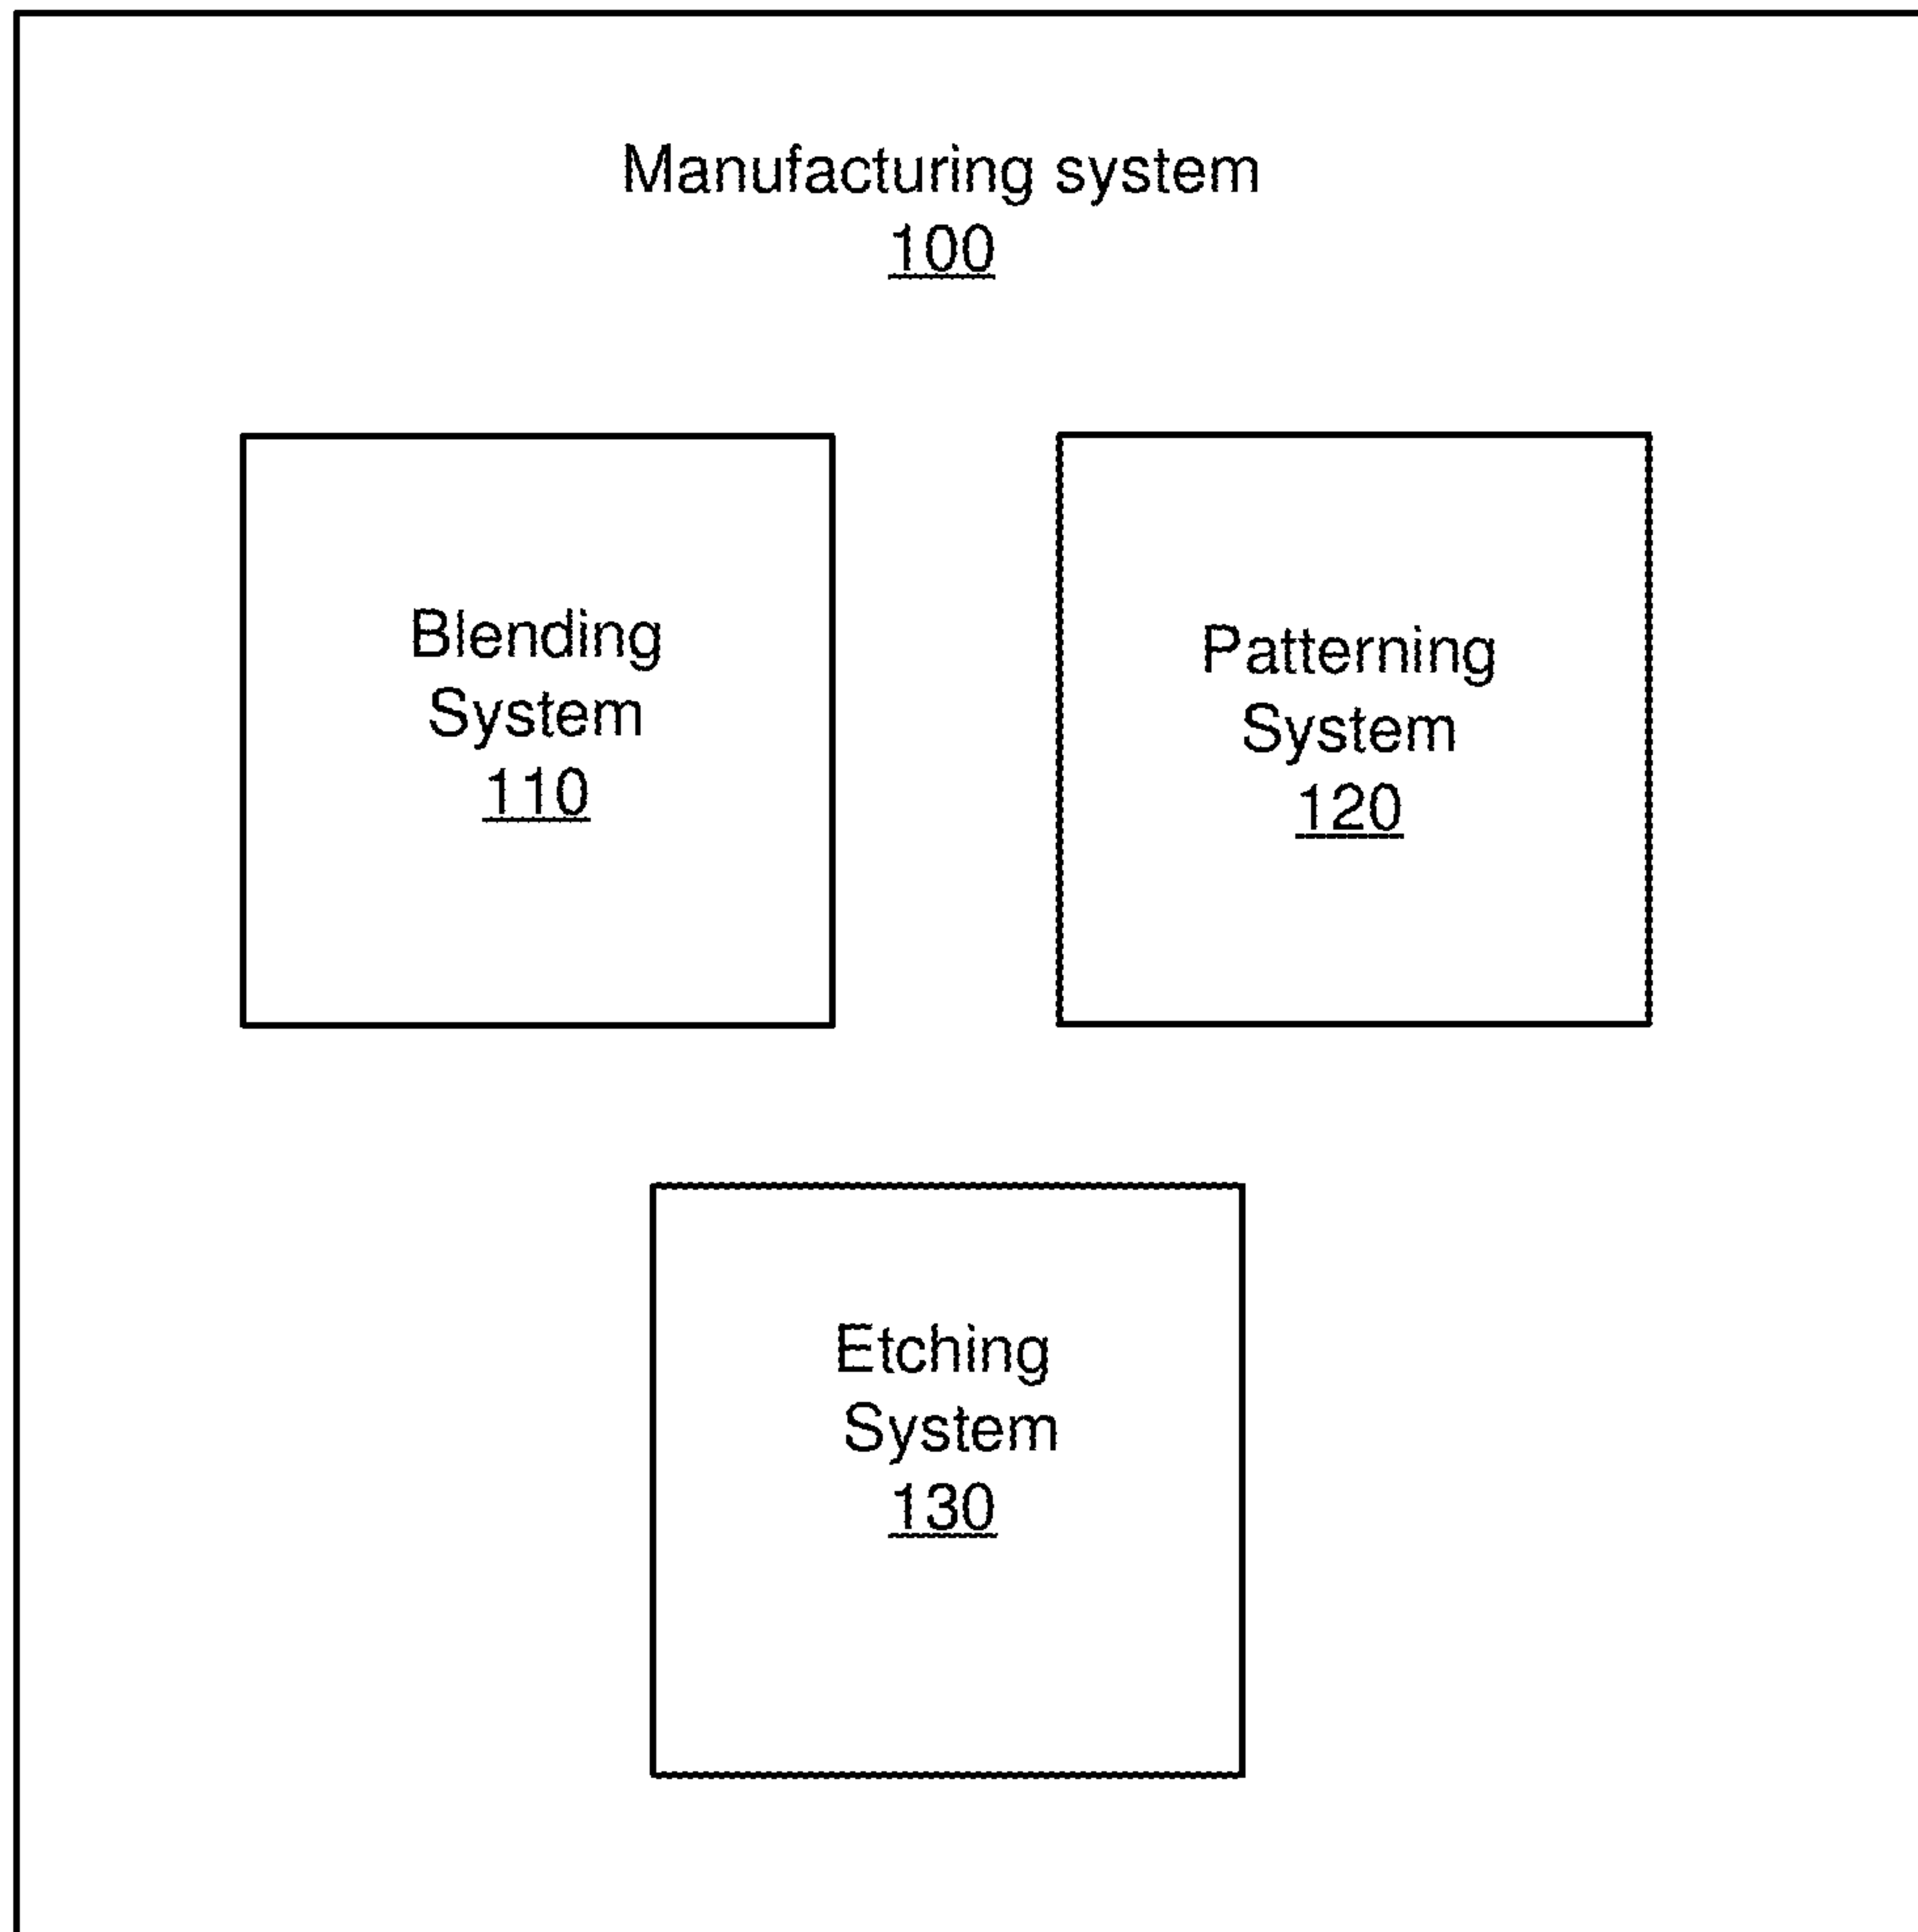 Manufacturing system
100
Blending
System
110
Patterning
System
120
Etching
System
130